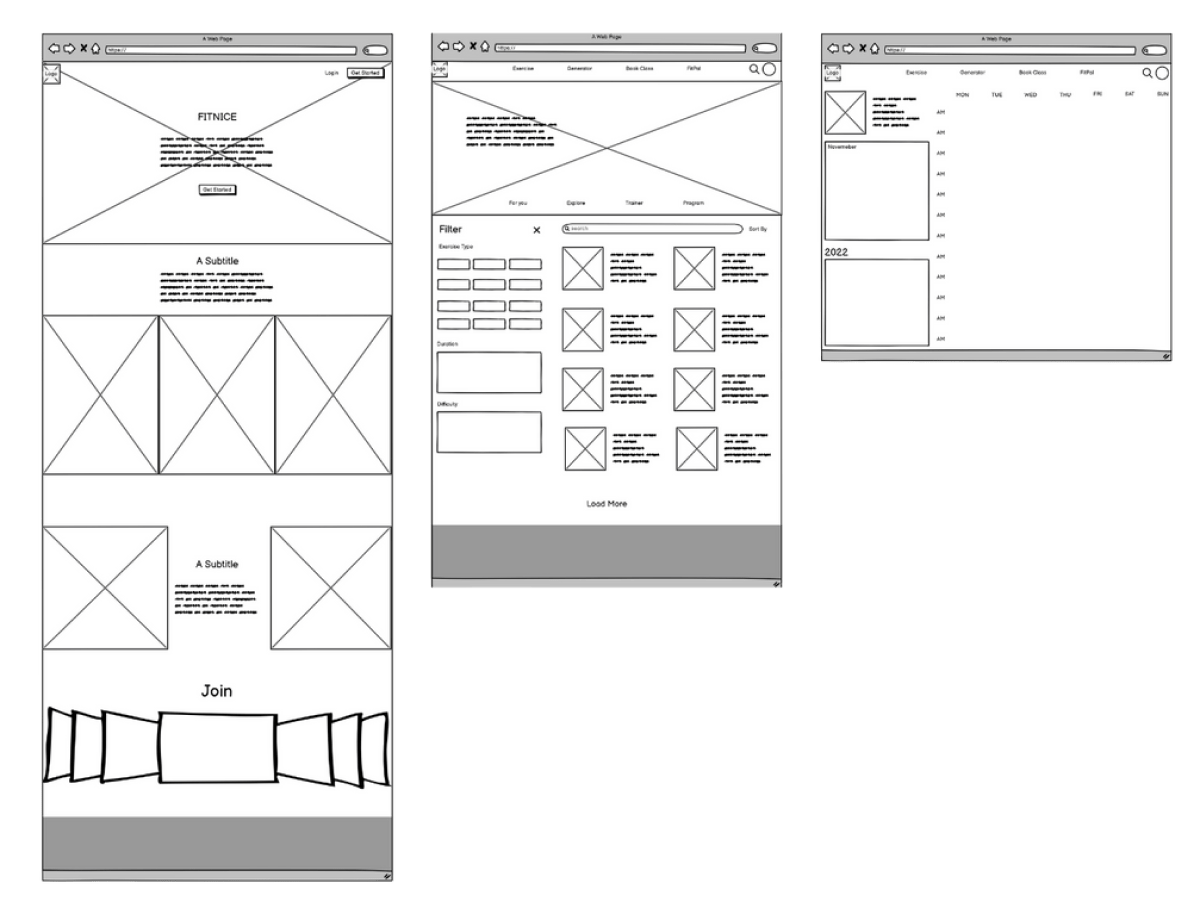 A Web Page
https://
Logo
Login
Get Started
FITNICE
Get Started
A Subtitle
A Subtitle
Join
A Web Page
https://
Logo
Exercise Generator Book Class FitPal
For you Explore Trainer Program
Filter
Exercise Type
Duration
Difficulty
search
Sort By
Load More
A Web Page
https://
Logo
Exercise Generator Book Class FitPal
MON TUE WED THU FRI SAT SUN
Novemeber
2022
AM
AM
AM
AM
AM
AM
AM
AM
AM
AM
AM
AM